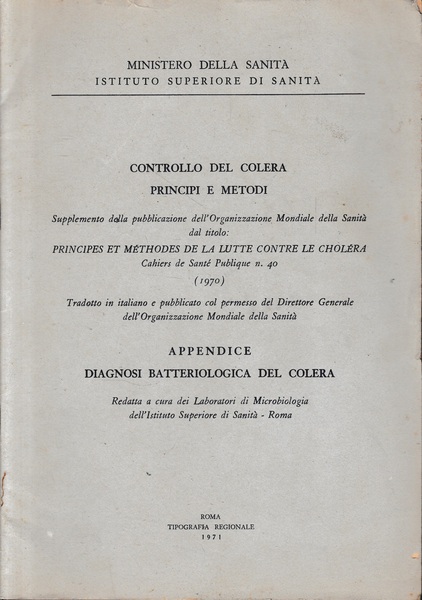 MINISTERO DELLA SANITÀ
ISTITUTO SUPERIORE DI SANITÀ
CONTROLLO DEL COLERA
PRINCIPI E METODI
Supplemento della pubblicazione dell'Organizzazione Mondiale della Sanità
dal titolo:
PRINCIPES ET MÉTHODES DE LA LUTTE CONTRE LE CHOLÉRA
Cahiers de Santé Publique n. 40
(1970)
Tradotto in italiano e pubblicato col permesso del Direttore Generale
dell'Organizzazione Mondiale della Sanità
APPENDICE
DIAGNOSI BATTERIOLOGICA DEL COLERA
Redatta a cura dei Laboratori di Microbiologia
dell'Istituto Superiore di Sanità - Roma
ROMA
TIPOGRAFIA REGIONALE
1971